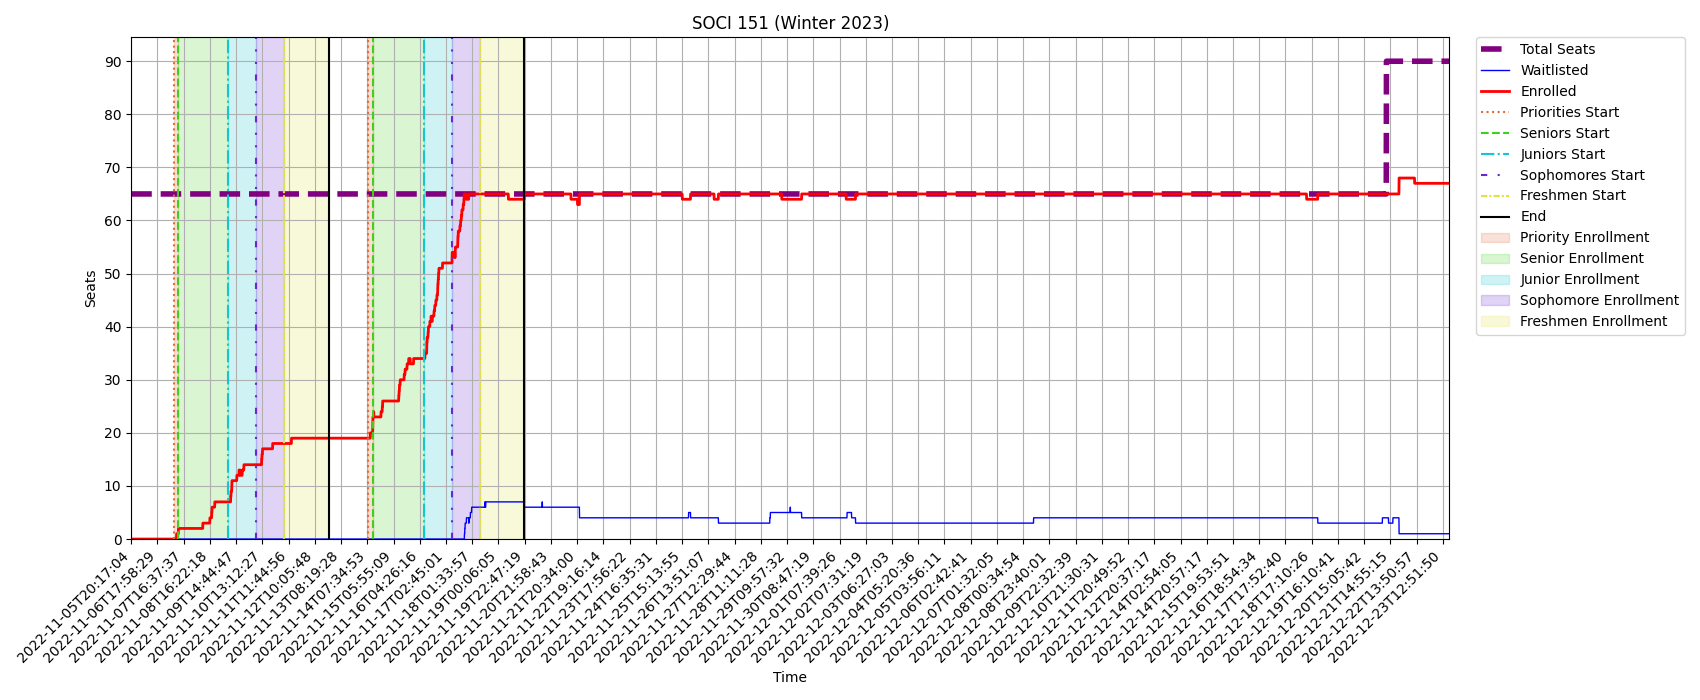 SOCI 151 (Winter 2023)
Seats
90
80
70
60
50
40
30
20
10
0
2022-11-05T20:17:04
2022-11-06T17:58:29
2022-11-07T16:37:37
2022-11-08T16:22:18
2022-11-09T14:44:47
2022-11-10T13:12:27
2022-11-11T11:44:56
2022-11-12T10:05:48
2022-11-13T08:19:28
2022-11-14T07:34:53
2022-11-15T05:55:09
2022-11-16T04:26:16
2022-11-17T02:45:01
2022-11-18T01:33:57
2022-11-19T00:06:05
2022-11-19T22:47:19
2022-11-20T21:58:43
2022-11-21T20:34:00
2022-11-22T19:16:14
2022-11-23T17:56:22
2022-11-24T16:35:31
2022-11-25T15:13:55
2022-11-26T13:51:07
2022-11-27T12:29:44
2022-11-28T11:11:28
2022-11-29T09:57:32
2022-11-30T08:47:19
2022-12-01T07:39:26
2022-12-02T07:31:19
2022-12-03T06:27:03
2022-12-04T05:20:36
2022-12-05T03:56:11
2022-12-06T02:42:41
2022-12-07T01:32:05
2022-12-08T00:34:54
2022-12-08T23:40:01
2022-12-09T22:32:39
2022-12-10T21:30:31
2022-12-11T20:49:52
2022-12-12T20:37:17
2022-12-14T02:54:05
2022-12-14T20:57:17
2022-12-15T19:53:51
2022-12-16T18:54:34
2022-12-17T17:52:40
2022-12-18T17:10:26
2022-12-19T16:10:41
2022-12-20T15:05:42
2022-12-21T14:55:15
2022-12-22T13:50:57
2022-12-23T12:51:50
Time
Total Seats
Waitlisted
Enrolled
Priorities Start
Seniors Start
Juniors Start
Sophomores Start
Freshmen Start
End
Priority Enrollment
Senior Enrollment
Junior Enrollment
Sophomore Enrollment
Freshmen Enrollment